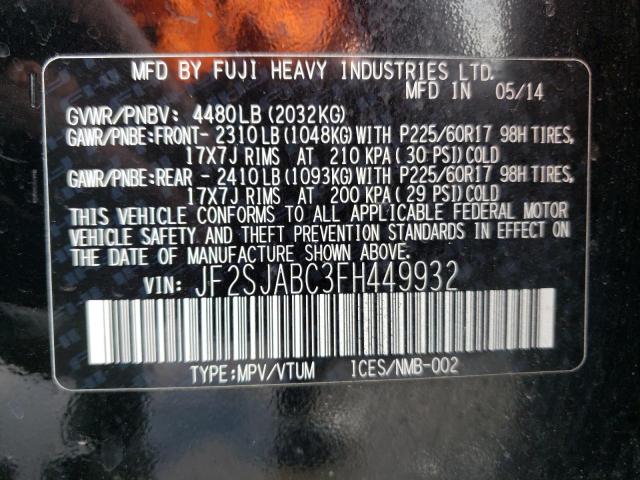 MFD BY FUJI HEAVY INDUSTRIES LTD.
MFD IN 05/14
GVWR/PNBV: 4480LB (2032KG)
GAWR/PNBE:FRONT- 2310LB (1048KG) WITH P225/60R17 98H TIRES,
17X7J RIMS AT 210 KPA( 30 PSI)COLD
GAWR/PNBE:REAR - 2410LB (1093KG) WITH P225/60R17 98H TIRES,
17X7J RIMS AT 200 KPA( 29 PSI)COLD
THIS VEHICLE CONFORMS TO ALL APPLICABLE FEDERAL MOTOR
VEHICLE SAFETY AND THEFT PREVENTION STANDARDS IN EFFECT ON
THE DATE OF MANUFACTURE SHOWN ABOVE.
VIN: JF2SJABC3FH449932
TYPE:MPV/VTUM ICES/NMB-002